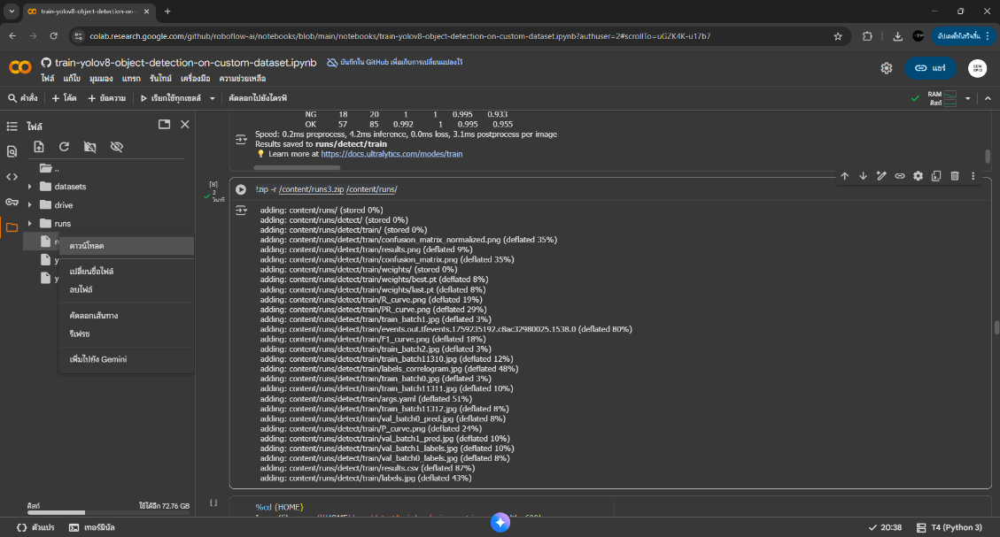 train-yolov8-object-detection-on-
colab.research.google.com/github/roboflow-ai/notebooks/blob/main/notebooks/train-yolov8-object-detection-on-custom-dataset.ipynb?authuser=2#scrollTo=uGZK4K-u17b7
train-yolov8-object-detection-on-custom-dataset.ipynb
บันทึกใน GitHub เพื่อเก็บการเปลี่ยนแปลงไว้
แชร์
ไฟล์ แก้ไข มุมมอง แทรก รันไทม์ เครื่องมือ ความช่วยเหลือ
คำสั่ง + โค้ด + ข้อความ เรียกใช้ทุกเซลล์ คัดลอกไปยังไดรฟ์
RAM
ดิสก์
ไฟล์
..
datasets
drive
runs
ดาวน์โหลด
เปลี่ยนชื่อไฟล์
ลบไฟล์
คัดลอกเส้นทาง
รีเฟรช
เพิ่มไปยัง Gemini
ดิสก์ ใช้ได้อีก 72.76 GB
NG 18 20 1 1 0.995 0.933
OK 57 85 0.992 1 0.995 0.955
Speed: 0.2ms preprocess, 4.2ms inference, 0.0ms loss, 3.1ms postprocess per image
Results saved to runs/detect/train
💡 Learn more at https://docs.ultralytics.com/modes/train
[8]
2
วินาที
!zip -r /content/runs3.zip /content/runs/
adding: content/runs/ (stored 0%)
adding: content/runs/detect/ (stored 0%)
adding: content/runs/detect/train/ (stored 0%)
adding: content/runs/detect/train/confusion_matrix_normalized.png (deflated 35%)
adding: content/runs/detect/train/results.png (deflated 9%)
adding: content/runs/detect/train/confusion_matrix.png (deflated 35%)
adding: content/runs/detect/train/weights/ (stored 0%)
adding: content/runs/detect/train/weights/best.pt (deflated 8%)
adding: content/runs/detect/train/weights/last.pt (deflated 8%)
adding: content/runs/detect/train/R_curve.png (deflated 19%)
adding: content/runs/detect/train/PR_curve.png (deflated 29%)
adding: content/runs/detect/train/train_batch1.jpg (deflated 3%)
adding: content/runs/detect/train/events.out.tfevents.1759235192.c8ac32980025.1538.0 (deflated 80%)
adding: content/runs/detect/train/F1_curve.png (deflated 18%)
adding: content/runs/detect/train/train_batch2.jpg (deflated 3%)
adding: content/runs/detect/train/train_batch11310.jpg (deflated 12%)
adding: content/runs/detect/train/labels_correlogram.jpg (deflated 48%)
adding: content/runs/detect/train/train_batch0.jpg (deflated 3%)
adding: content/runs/detect/train/train_batch11311.jpg (deflated 10%)
adding: content/runs/detect/train/args.yaml (deflated 51%)
adding: content/runs/detect/train/train_batch11312.jpg (deflated 8%)
adding: content/runs/detect/train/val_batch0_pred.jpg (deflated 8%)
adding: content/runs/detect/train/P_curve.png (deflated 24%)
adding: content/runs/detect/train/val_batch1_pred.jpg (deflated 10%)
adding: content/runs/detect/train/val_batch1_labels.jpg (deflated 10%)
adding: content/runs/detect/train/val_batch0_labels.jpg (deflated 8%)
adding: content/runs/detect/train/results.csv (deflated 87%)
adding: content/runs/detect/train/labels.jpg (deflated 43%)
[ ]
%cd {HOME}
ตัวแปร เทอร์มินัล
20:38 T4 (Python 3)